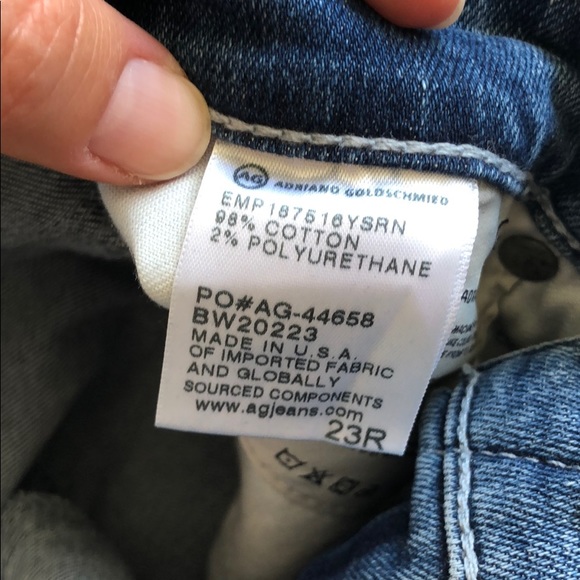 AG ADRIANO GOLDSCHMIED
EMP187516YSRN
98% COTTON
2% POLYURETHANE
PO#AG-44658
BW20223
MADE IN U.S.A.
OF IMPORTED FABRIC
AND GLOBALLY
SOURCED COMPONENTS
www.agjeans.com
23R